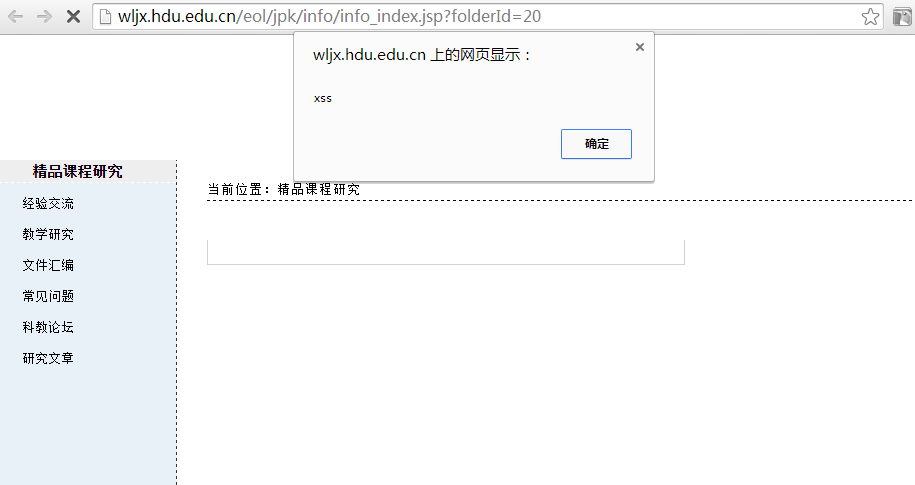 wljx.hdu.edu.cn/eol/jpk/info/info_index.jsp?folderId=20
wljx.hdu.edu.cn 上的网页显示：
xss
确定
精品课程研究
经验交流
教学研究
文件汇编
常见问题
科教论坛
研究文章
当前位置：精品课程研究